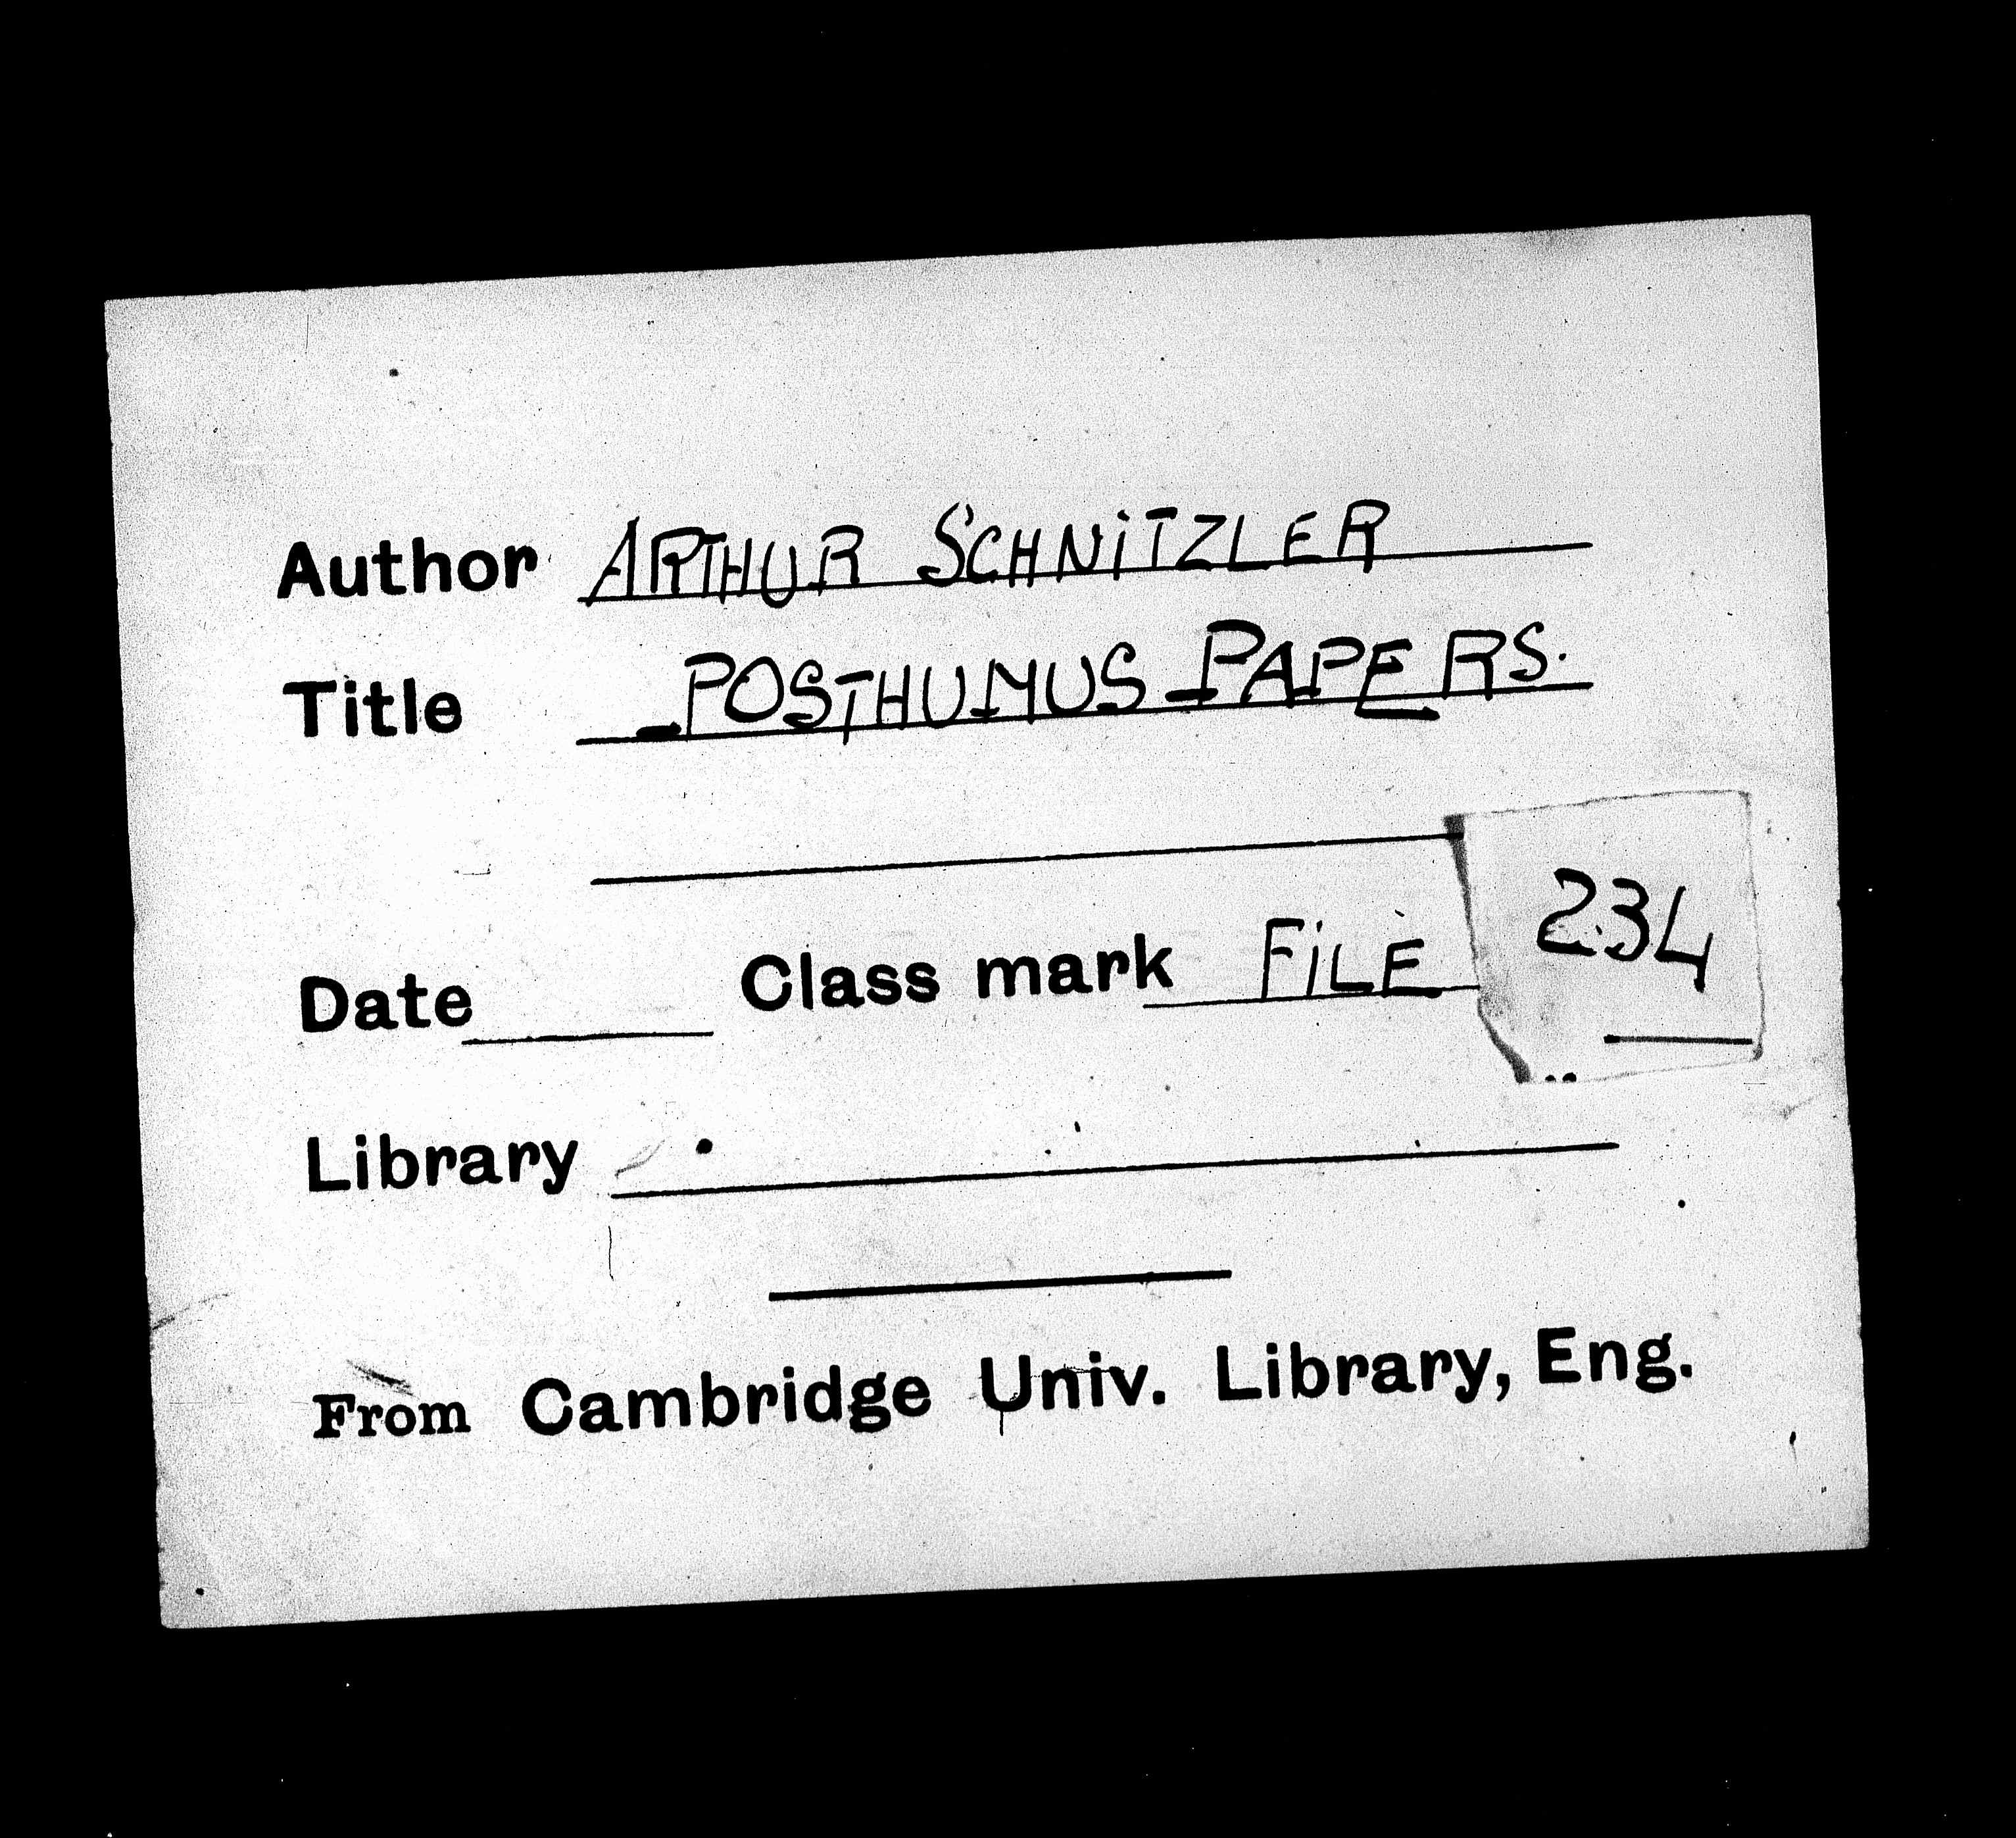 Author ARTHUR SCHNITZLER
Title POSTHUMUS PAPERS.
Date Class mark FILE 234
Library
From Cambridge Univ. Library, Eng.